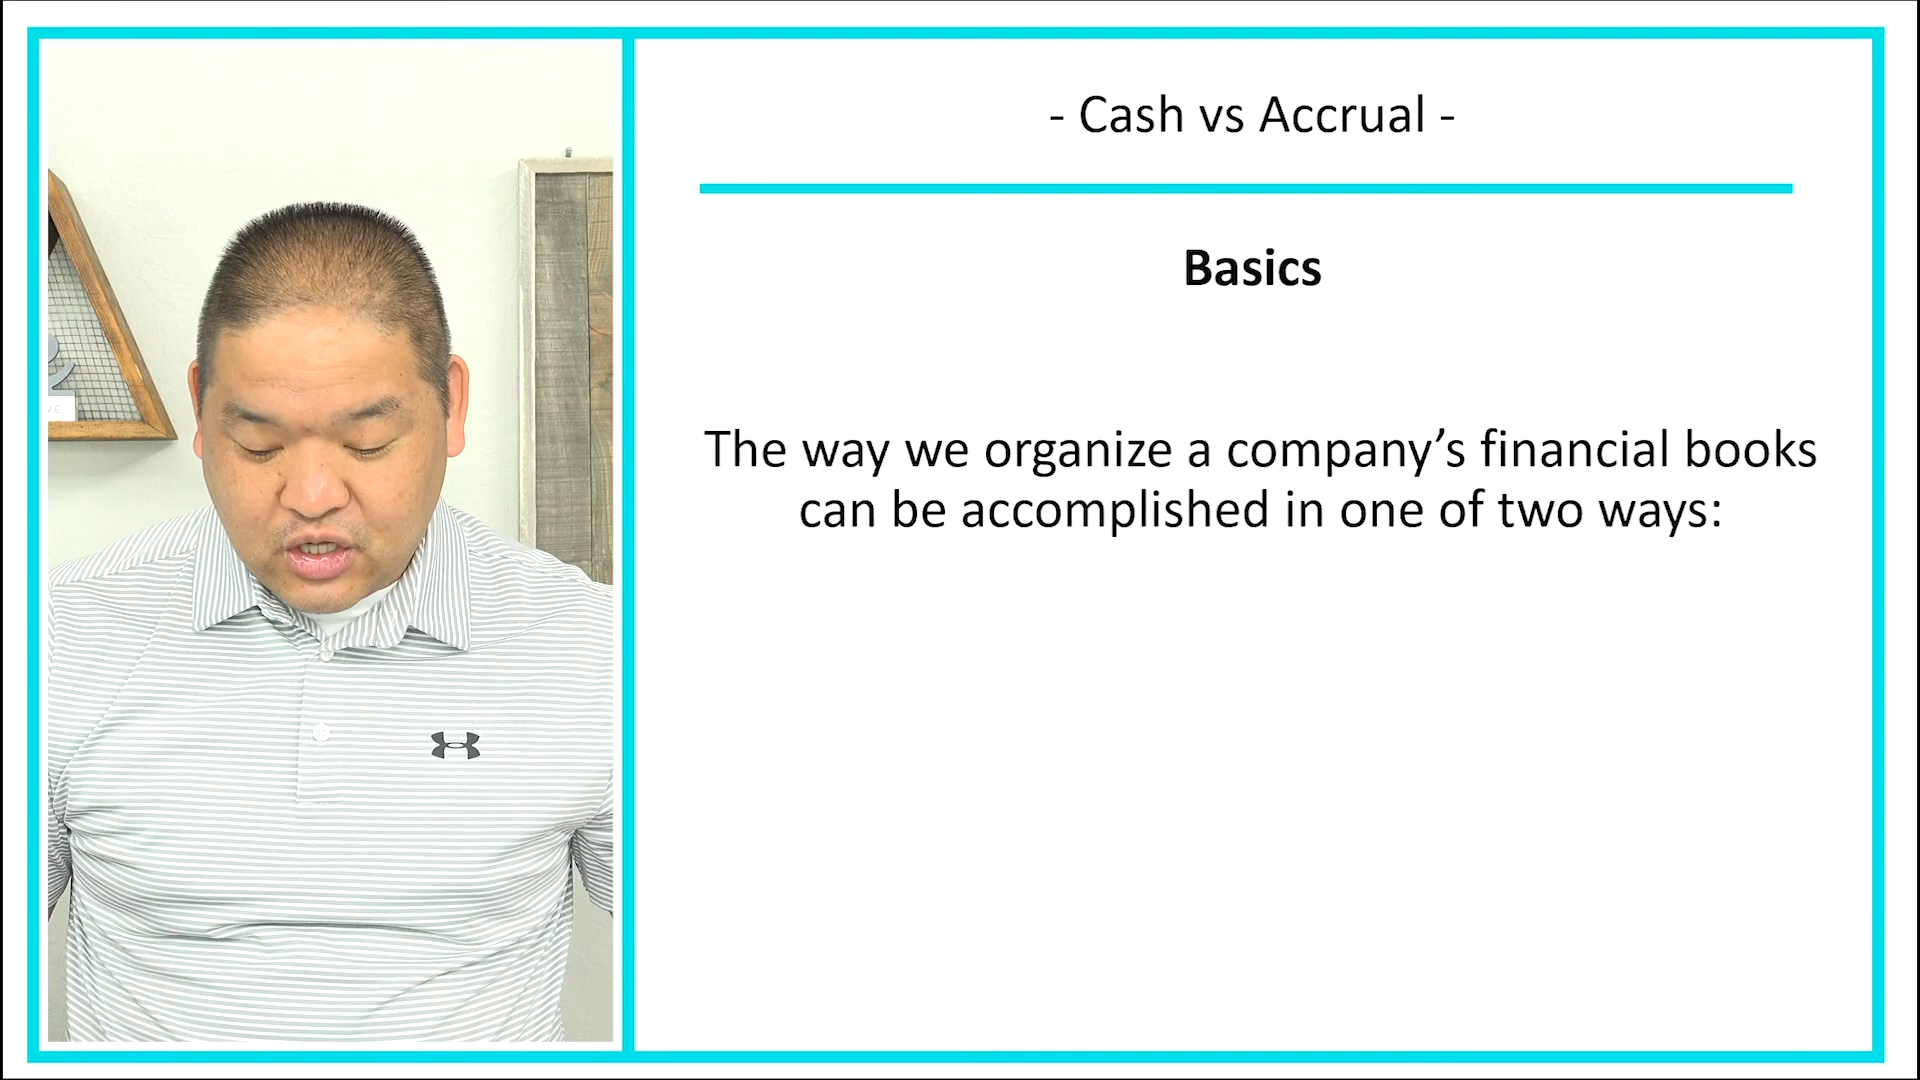 - Cash vs Accrual -
Basics
The way we organize a company’s financial books
can be accomplished in one of two ways:
VE